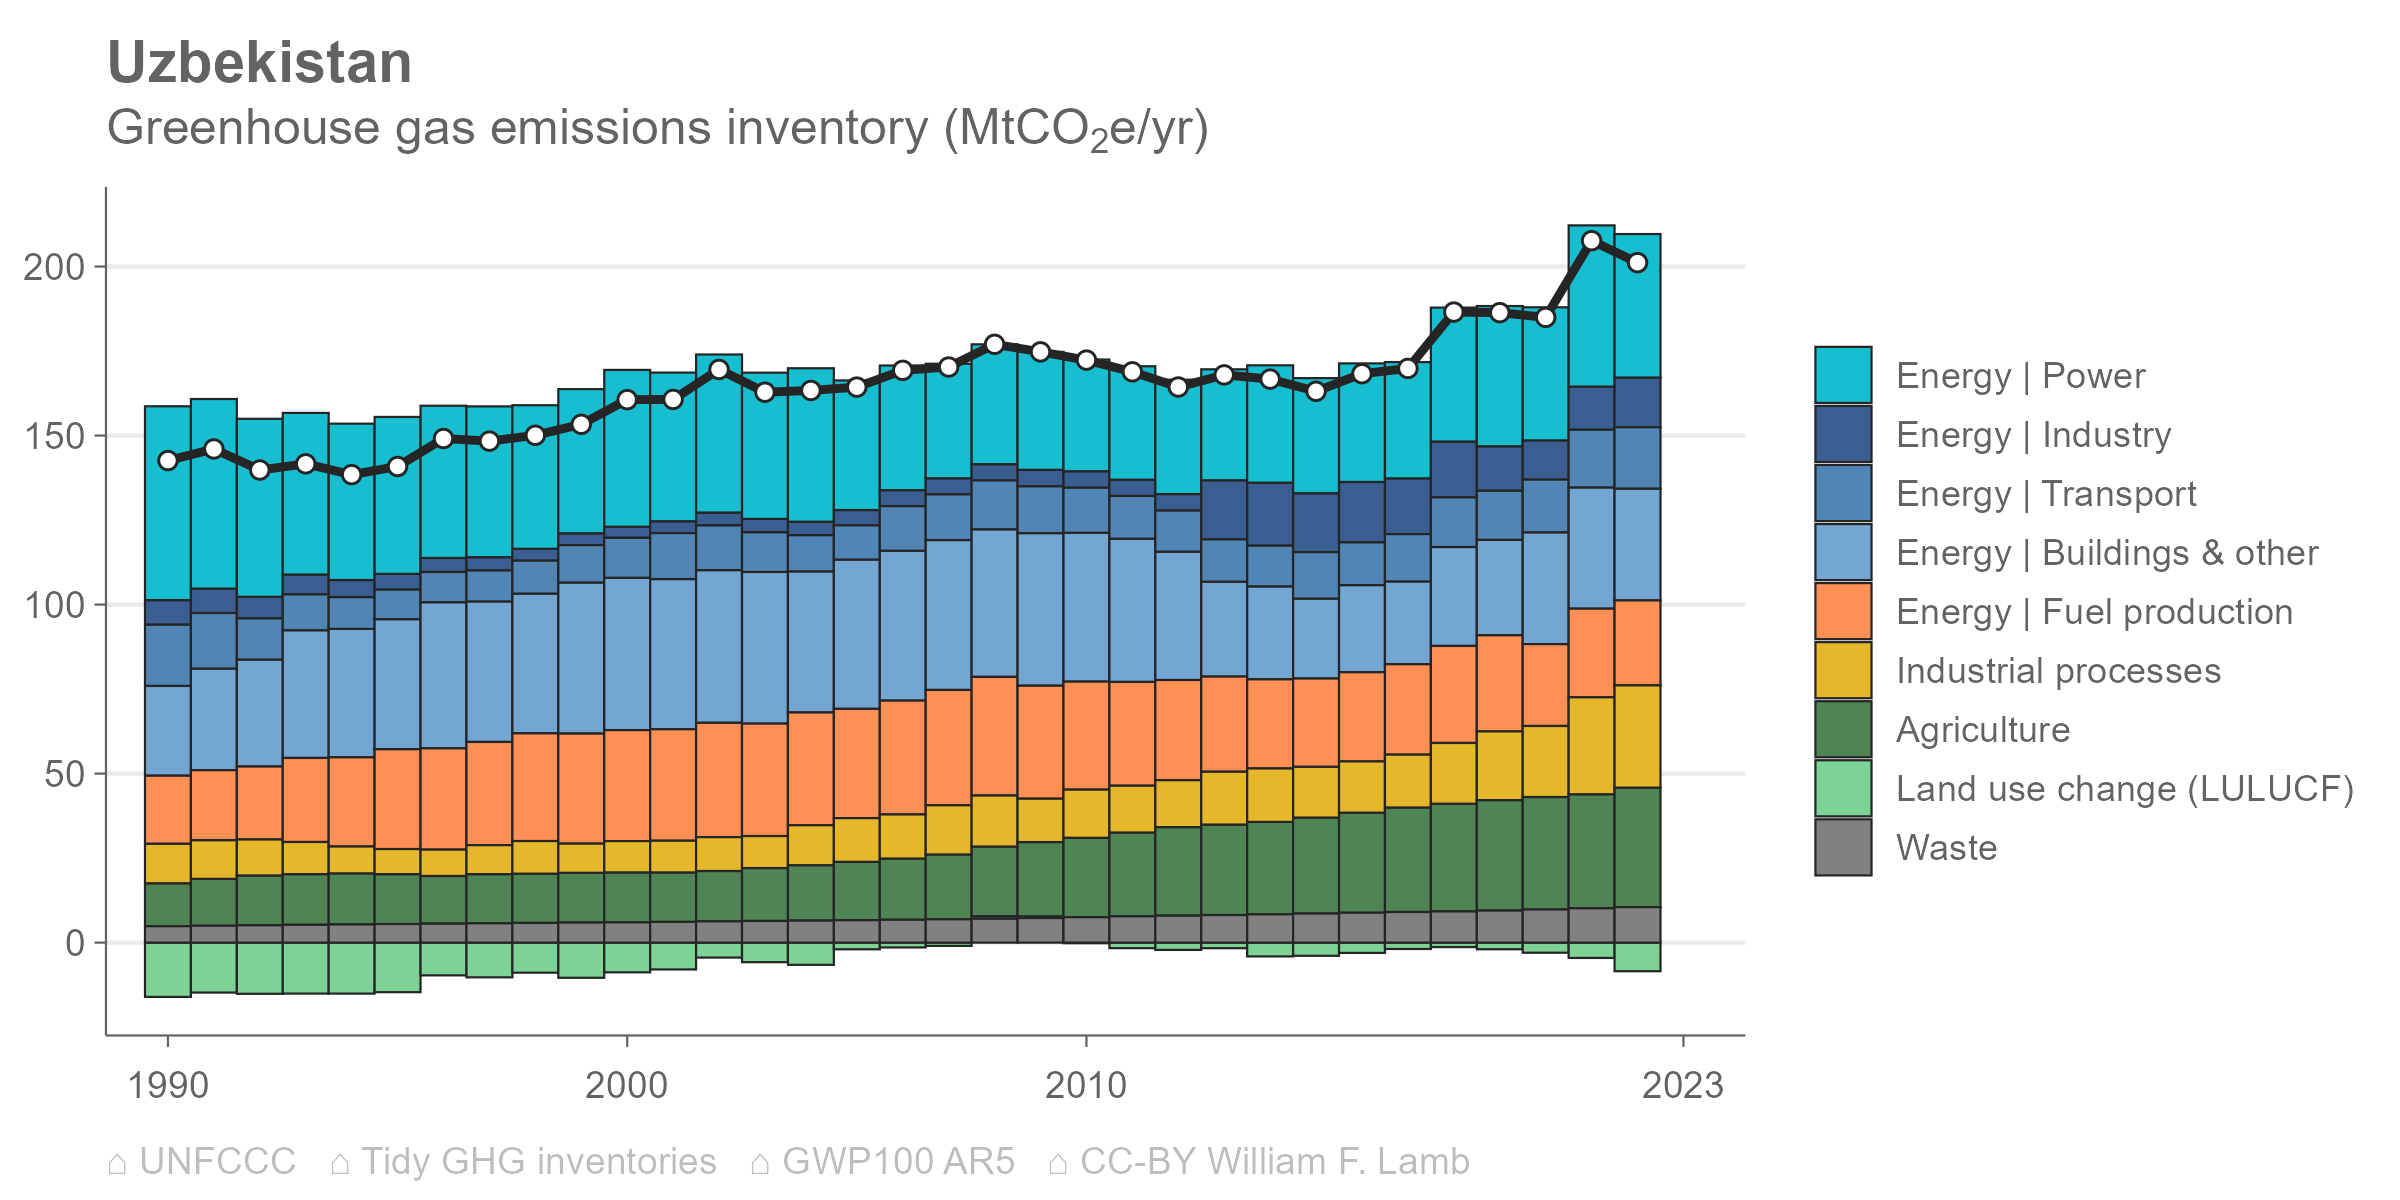 Uzbekistan
Greenhouse gas emissions inventory (MtCO₂e/yr)
200
150
100
50
0
1990
2000
2010
2023
Energy | Power
Energy | Industry
Energy | Transport
Energy | Buildings & other
Energy | Fuel production
Industrial processes
Agriculture
Land use change (LULUCF)
Waste
⌂ UNFCCC ⌂ Tidy GHG inventories ⌂ GWP100 AR5 ⌂ CC-BY William F. Lamb